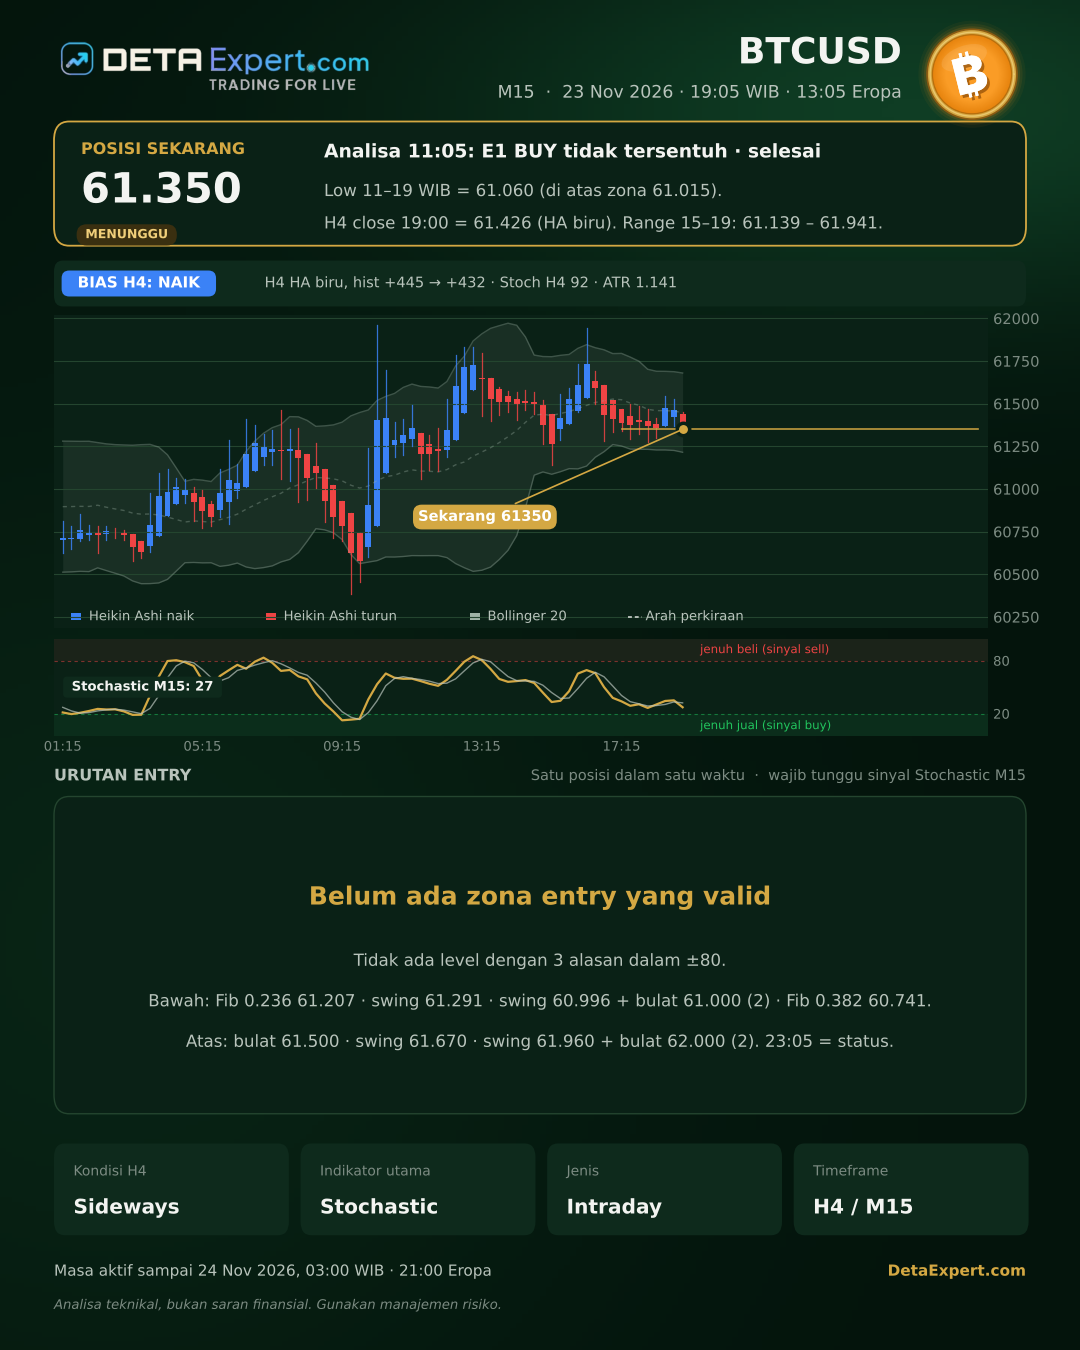 DETA Expert.com
TRADING FOR LIVE
BTCUSD
M15 · 23 Nov 2026 · 19:05 WIB · 13:05 Eropa
POSISI SEKARANG
61.350
MENUNGGU
Analisa 11:05: E1 BUY tidak tersentuh · selesai
Low 11–19 WIB = 61.060 (di atas zona 61.015).
H4 close 19:00 = 61.426 (HA biru). Range 15–19: 61.139 – 61.941.
BIAS H4: NAIK
H4 HA biru, hist +445 → +432 · Stoch H4 92 · ATR 1.141
62000
61750
61500
61250
61000
60750
60500
60250
Sekarang 61350
Heikin Ashi naik
Heikin Ashi turun
Bollinger 20
Arah perkiraan
jenuh beli (sinyal sell)
80
Stochastic M15: 27
20
jenuh jual (sinyal buy)
01:15 05:15 09:15 13:15 17:15
URUTAN ENTRY
Satu posisi dalam satu waktu · wajib tunggu sinyal Stochastic M15
Belum ada zona entry yang valid
Tidak ada level dengan 3 alasan dalam ±80.
Bawah: Fib 0.236 61.207 · swing 61.291 · swing 60.996 + bulat 61.000 (2) · Fib 0.382 60.741.
Atas: bulat 61.500 · swing 61.670 · swing 61.960 + bulat 62.000 (2). 23:05 = status.
Kondisi H4
Sideways
Indikator utama
Stochastic
Jenis
Intraday
Timeframe
H4 / M15
Masa aktif sampai 24 Nov 2026, 03:00 WIB · 21:00 Eropa
DetaExpert.com
Analisa teknikal, bukan saran finansial. Gunakan manajemen risiko.